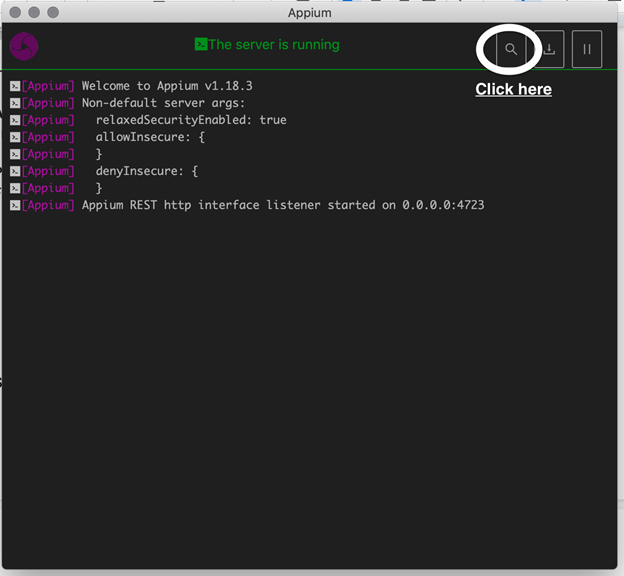 Appium
The server is running
Click here
[Appium] Welcome to Appium v1.18.3
[Appium] Non-default server args:
[Appium]   relaxedSecurityEnabled: true
[Appium]   allowInsecure: {
[Appium]   }
[Appium]   denyInsecure: {
[Appium]   }
[Appium] Appium REST http interface listener started on 0.0.0.0:4723